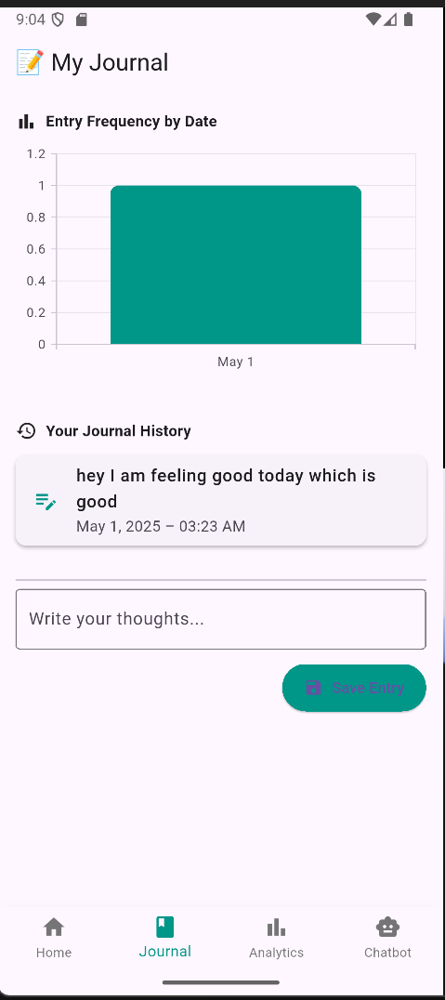 9:04
📝 My Journal
Entry Frequency by Date
1.2
1
0.8
0.6
0.4
0.2
0
May 1
Your Journal History
hey I am feeling good today which is
good
May 1, 2025 – 03:23 AM
Write your thoughts...
Save Entry
Home Journal Analytics Chatbot